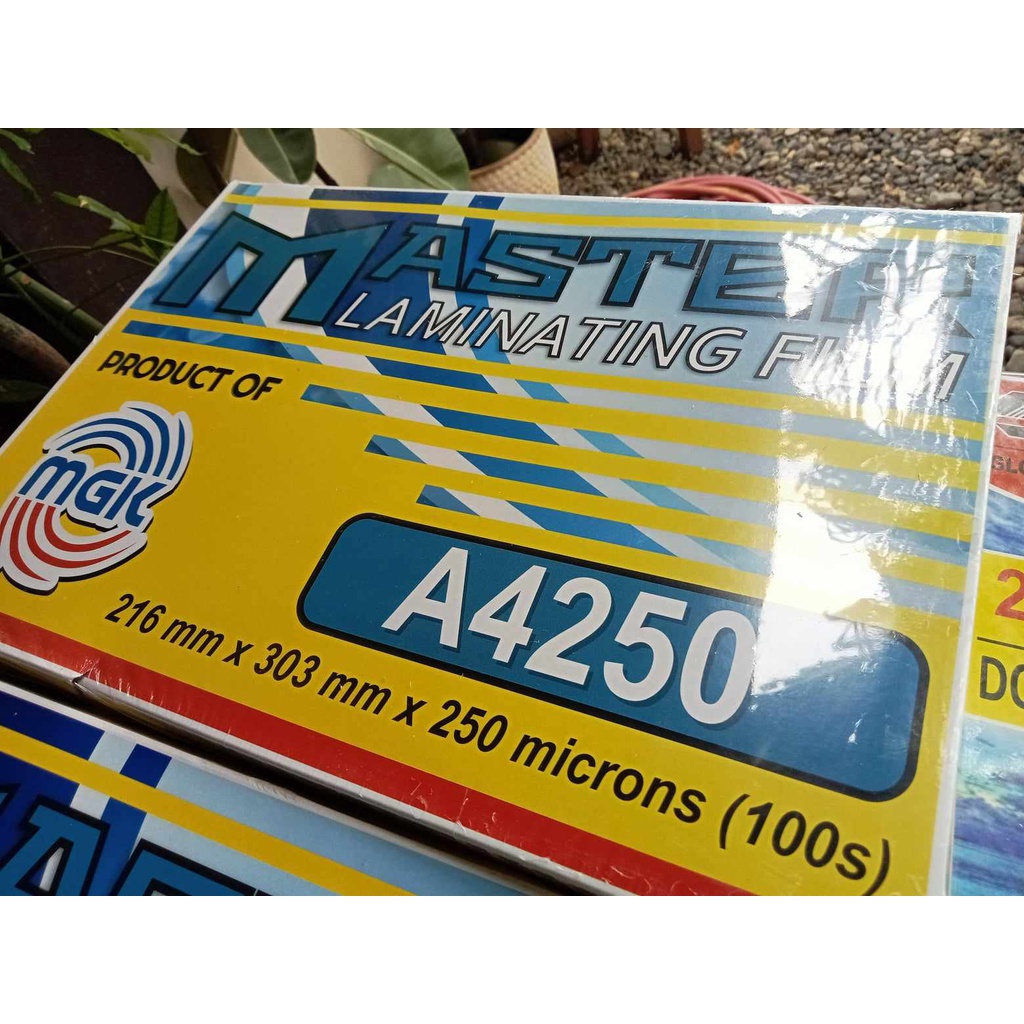 MASTER
LAMINATING FILM
PRODUCT OF
MGK
A4250
216 mm x 303 mm x 250 microns (100s)